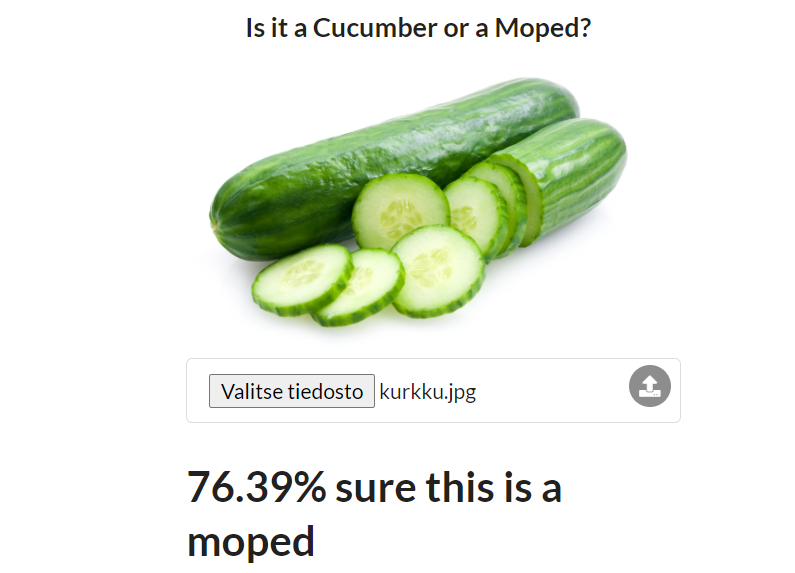 Is it a Cucumber or a Moped?
Valitse tiedosto kurkku.jpg
76.39% sure this is a
moped